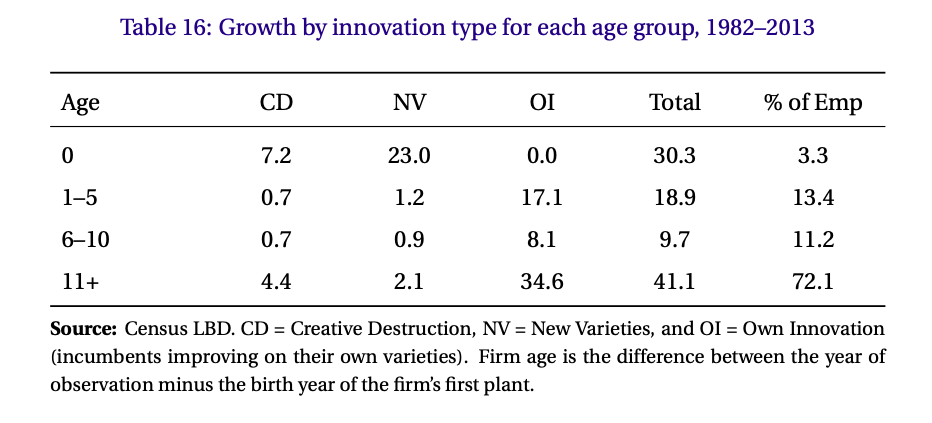 Table 16: Growth by innovation type for each age group, 1982–2013
Age CD NV OI Total % of Emp
0 7.2 23.0 0.0 30.3 3.3
1–5 0.7 1.2 17.1 18.9 13.4
6–10 0.7 0.9 8.1 9.7 11.2
11+ 4.4 2.1 34.6 41.1 72.1
Source: Census LBD. CD = Creative Destruction, NV = New Varieties, and OI = Own Innovation
(incumbents improving on their own varieties). Firm age is the difference between the year of
observation minus the birth year of the firm’s first plant.